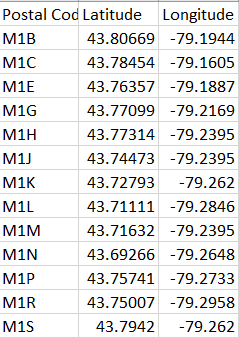 Postal Cod Latitude Longitude
M1B 43.80669 -79.1944
M1C 43.78454 -79.1605
M1E 43.76357 -79.1887
M1G 43.77099 -79.2169
M1H 43.77314 -79.2395
M1J 43.74473 -79.2395
M1K 43.72793 -79.262
M1L 43.71111 -79.2846
M1M 43.71632 -79.2395
M1N 43.69266 -79.2648
M1P 43.75741 -79.2733
M1R 43.75007 -79.2958
M1S 43.7942 -79.262